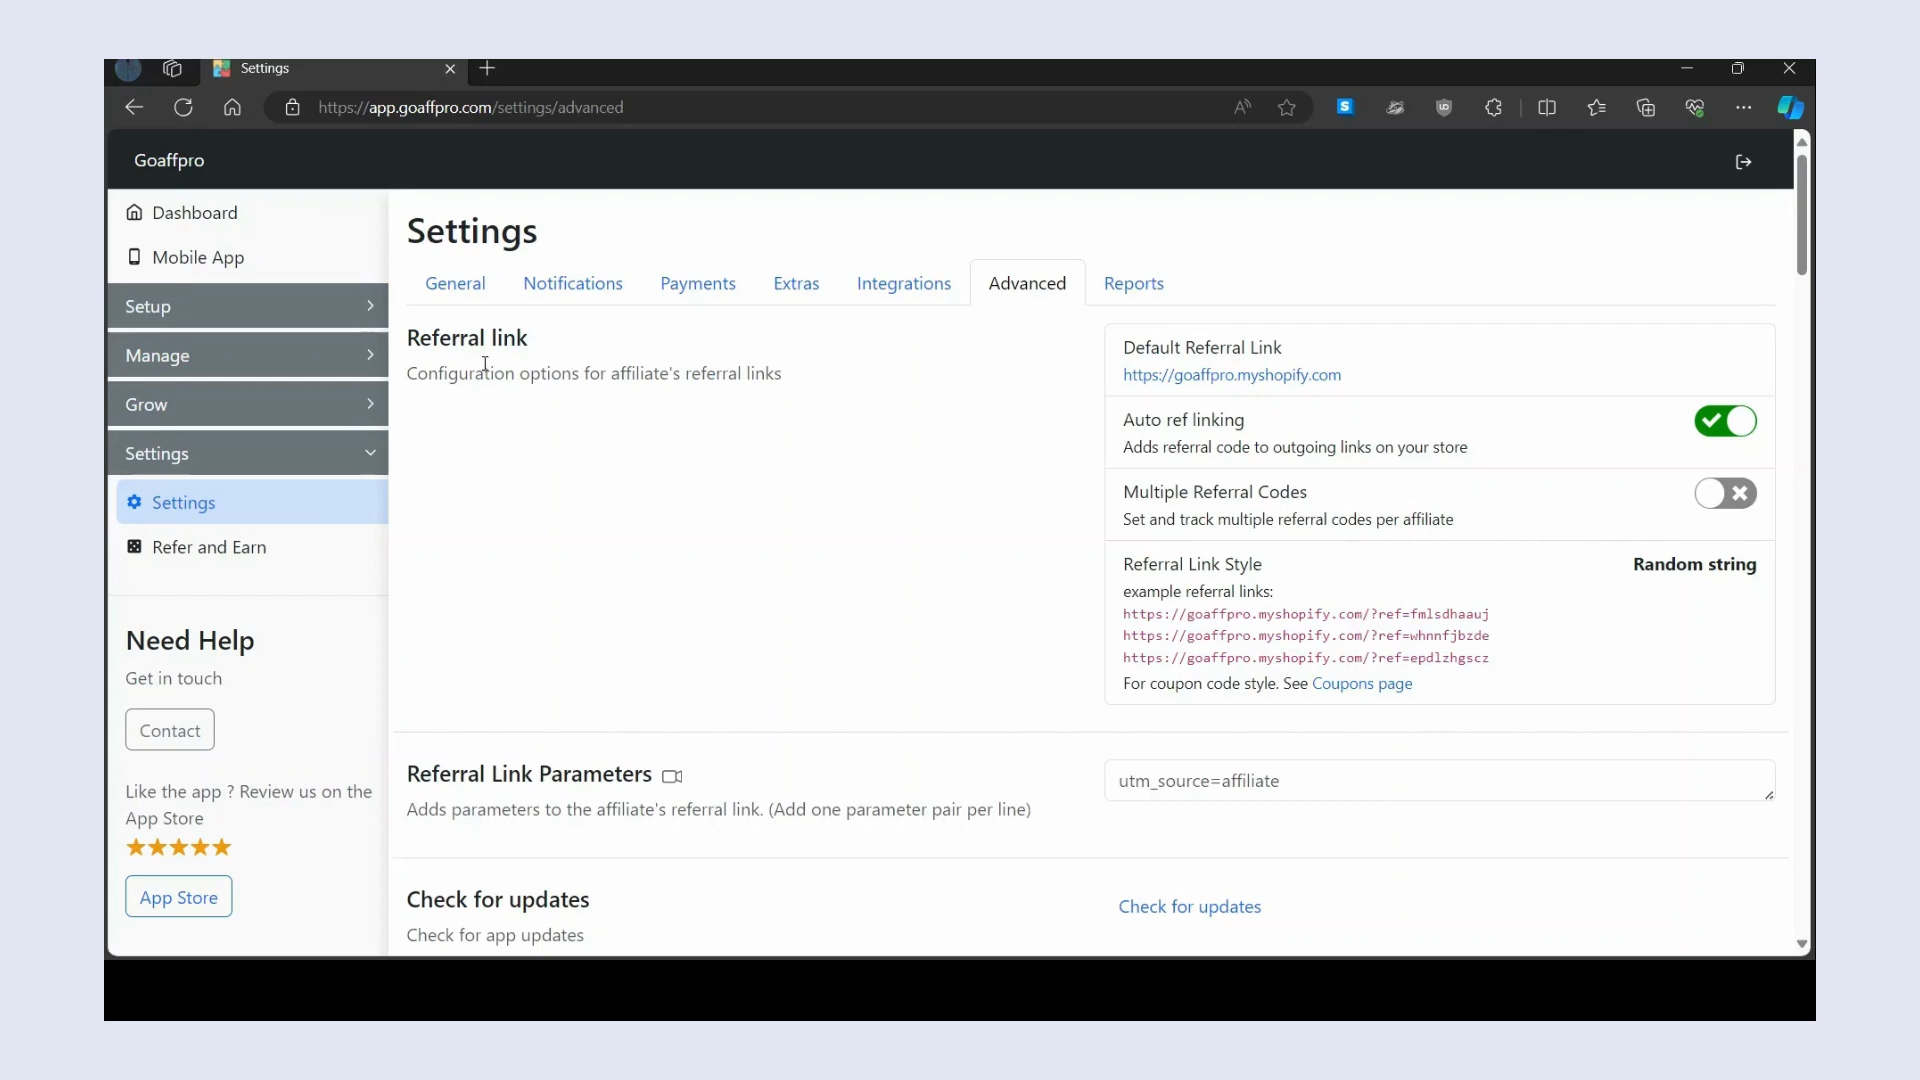 Settings
https://app.goaffpro.com/settings/advanced
Goaffpro
Dashboard
Mobile App
Setup
Manage
Grow
Settings
Settings
Refer and Earn
Need Help
Get in touch
Contact
Like the app ? Review us on the
App Store
App Store
Settings
General Notifications Payments Extras Integrations Advanced Reports
Referral link
Configuration options for affiliate's referral links
Default Referral Link
https://goaffpro.myshopify.com
Auto ref linking
Adds referral code to outgoing links on your store
Multiple Referral Codes
Set and track multiple referral codes per affiliate
Referral Link Style Random string
example referral links:
https://goaffpro.myshopify.com/?ref=fmlsdhaauj
https://goaffpro.myshopify.com/?ref=whnnfjbzde
https://goaffpro.myshopify.com/?ref=epdlzhgscz
For coupon code style. See Coupons page
Referral Link Parameters
Adds parameters to the affiliate's referral link. (Add one parameter pair per line)
utm_source=affiliate
Check for updates
Check for app updates
Check for updates